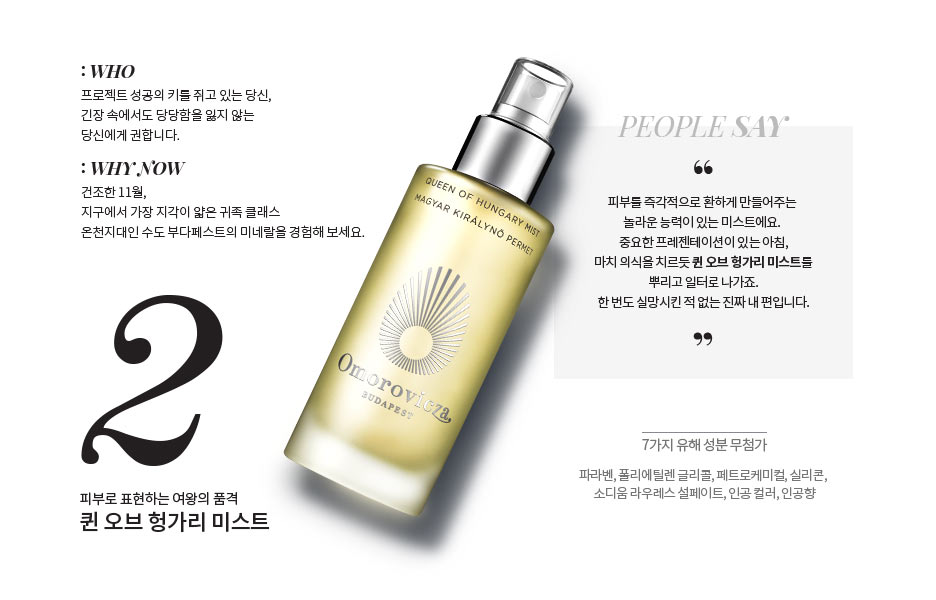 : WHO
프로젝트 성공의 키를 쥐고 있는 당신,
긴장 속에서도 당당함을 잃지 않는
당신에게 권합니다.
: WHY NOW
건조한 11월,
지구에서 가장 지각이 얇은 귀족 클래스
온천지대인 수도 부다페스트의 미네랄을 경험해 보세요.
2
피부로 표현하는 여왕의 품격
퀸 오브 헝가리 미스트
QUEEN OF HUNGARY MIST
MAGYAR KIRÁLYNŐ PERMET
Omorovicza
BUDAPEST
PEOPLE SAY
“
피부를 즉각적으로 환하게 만들어주는
놀라운 능력이 있는 미스트예요.
중요한 프레젠테이션이 있는 아침,
마치 의식을 치르듯 퀸 오브 헝가리 미스트를
뿌리고 일터로 나가죠.
한 번도 실망시킨 적 없는 진짜 내 편입니다.
”
7가지 유해 성분 무첨가
파라벤, 폴리에틸렌 글리콜, 페트로케미컬, 실리콘,
소디움 라우레스 설페이트, 인공 컬러, 인공향